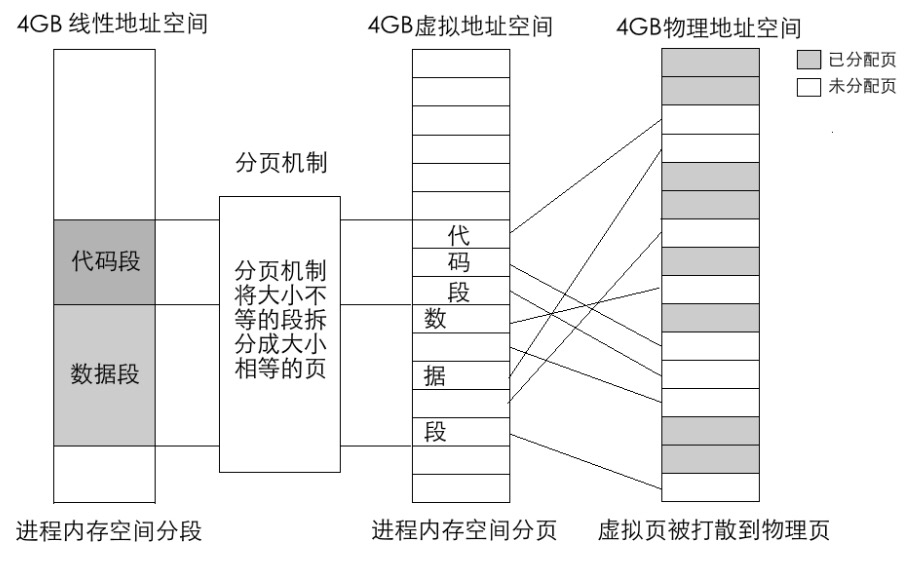 4GB 线性地址空间
4GB虚拟地址空间
4GB物理地址空间
已分配页
未分配页
分页机制
代码段
数据段
分页机制
将大小不
等的段拆
分成大小
相等的页
代
码
段
数
据
段
进程内存空间分段
进程内存空间分页
虚拟页被打散到物理页